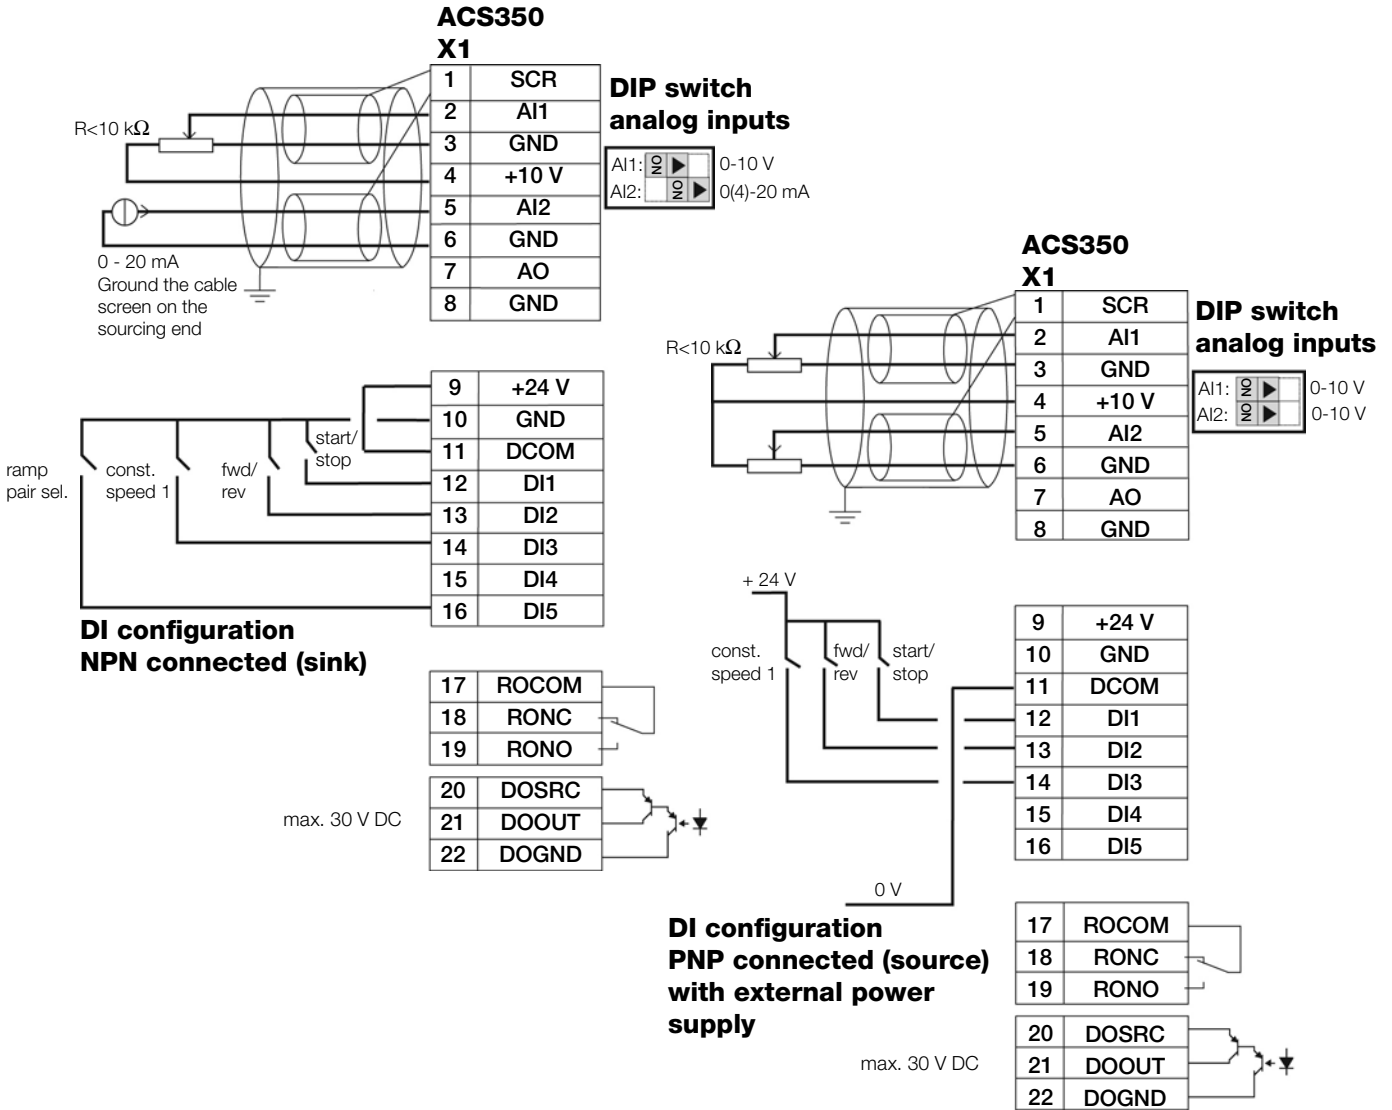 ACS350
X1
1 SCR
2 AI1
3 GND
4 +10 V
5 AI2
6 GND
7 AO
8 GND
DIP switch
analog inputs
AI1: ON 0-10 V
AI2: ON 0(4)-20 mA
R<10 kΩ
0 - 20 mA
Ground the cable
screen on the
sourcing end
9 +24 V
10 GND
11 DCOM
12 DI1
13 DI2
14 DI3
15 DI4
16 DI5
ramp
pair sel.
const.
speed 1
fwd/
rev
start/
stop
DI configuration
NPN connected (sink)
17 ROCOM
18 RONC
19 RONO
20 DOSRC
21 DOOUT
22 DOGND
max. 30 V DC
ACS350
X1
1 SCR
2 AI1
3 GND
4 +10 V
5 AI2
6 GND
7 AO
8 GND
DIP switch
analog inputs
AI1: ON 0-10 V
AI2: ON 0-10 V
R<10 kΩ
+ 24 V
const.
speed 1
fwd/
rev
start/
stop
9 +24 V
10 GND
11 DCOM
12 DI1
13 DI2
14 DI3
15 DI4
16 DI5
0 V
DI configuration
PNP connected (source)
with external power
supply
17 ROCOM
18 RONC
19 RONO
20 DOSRC
21 DOOUT
22 DOGND
max. 30 V DC